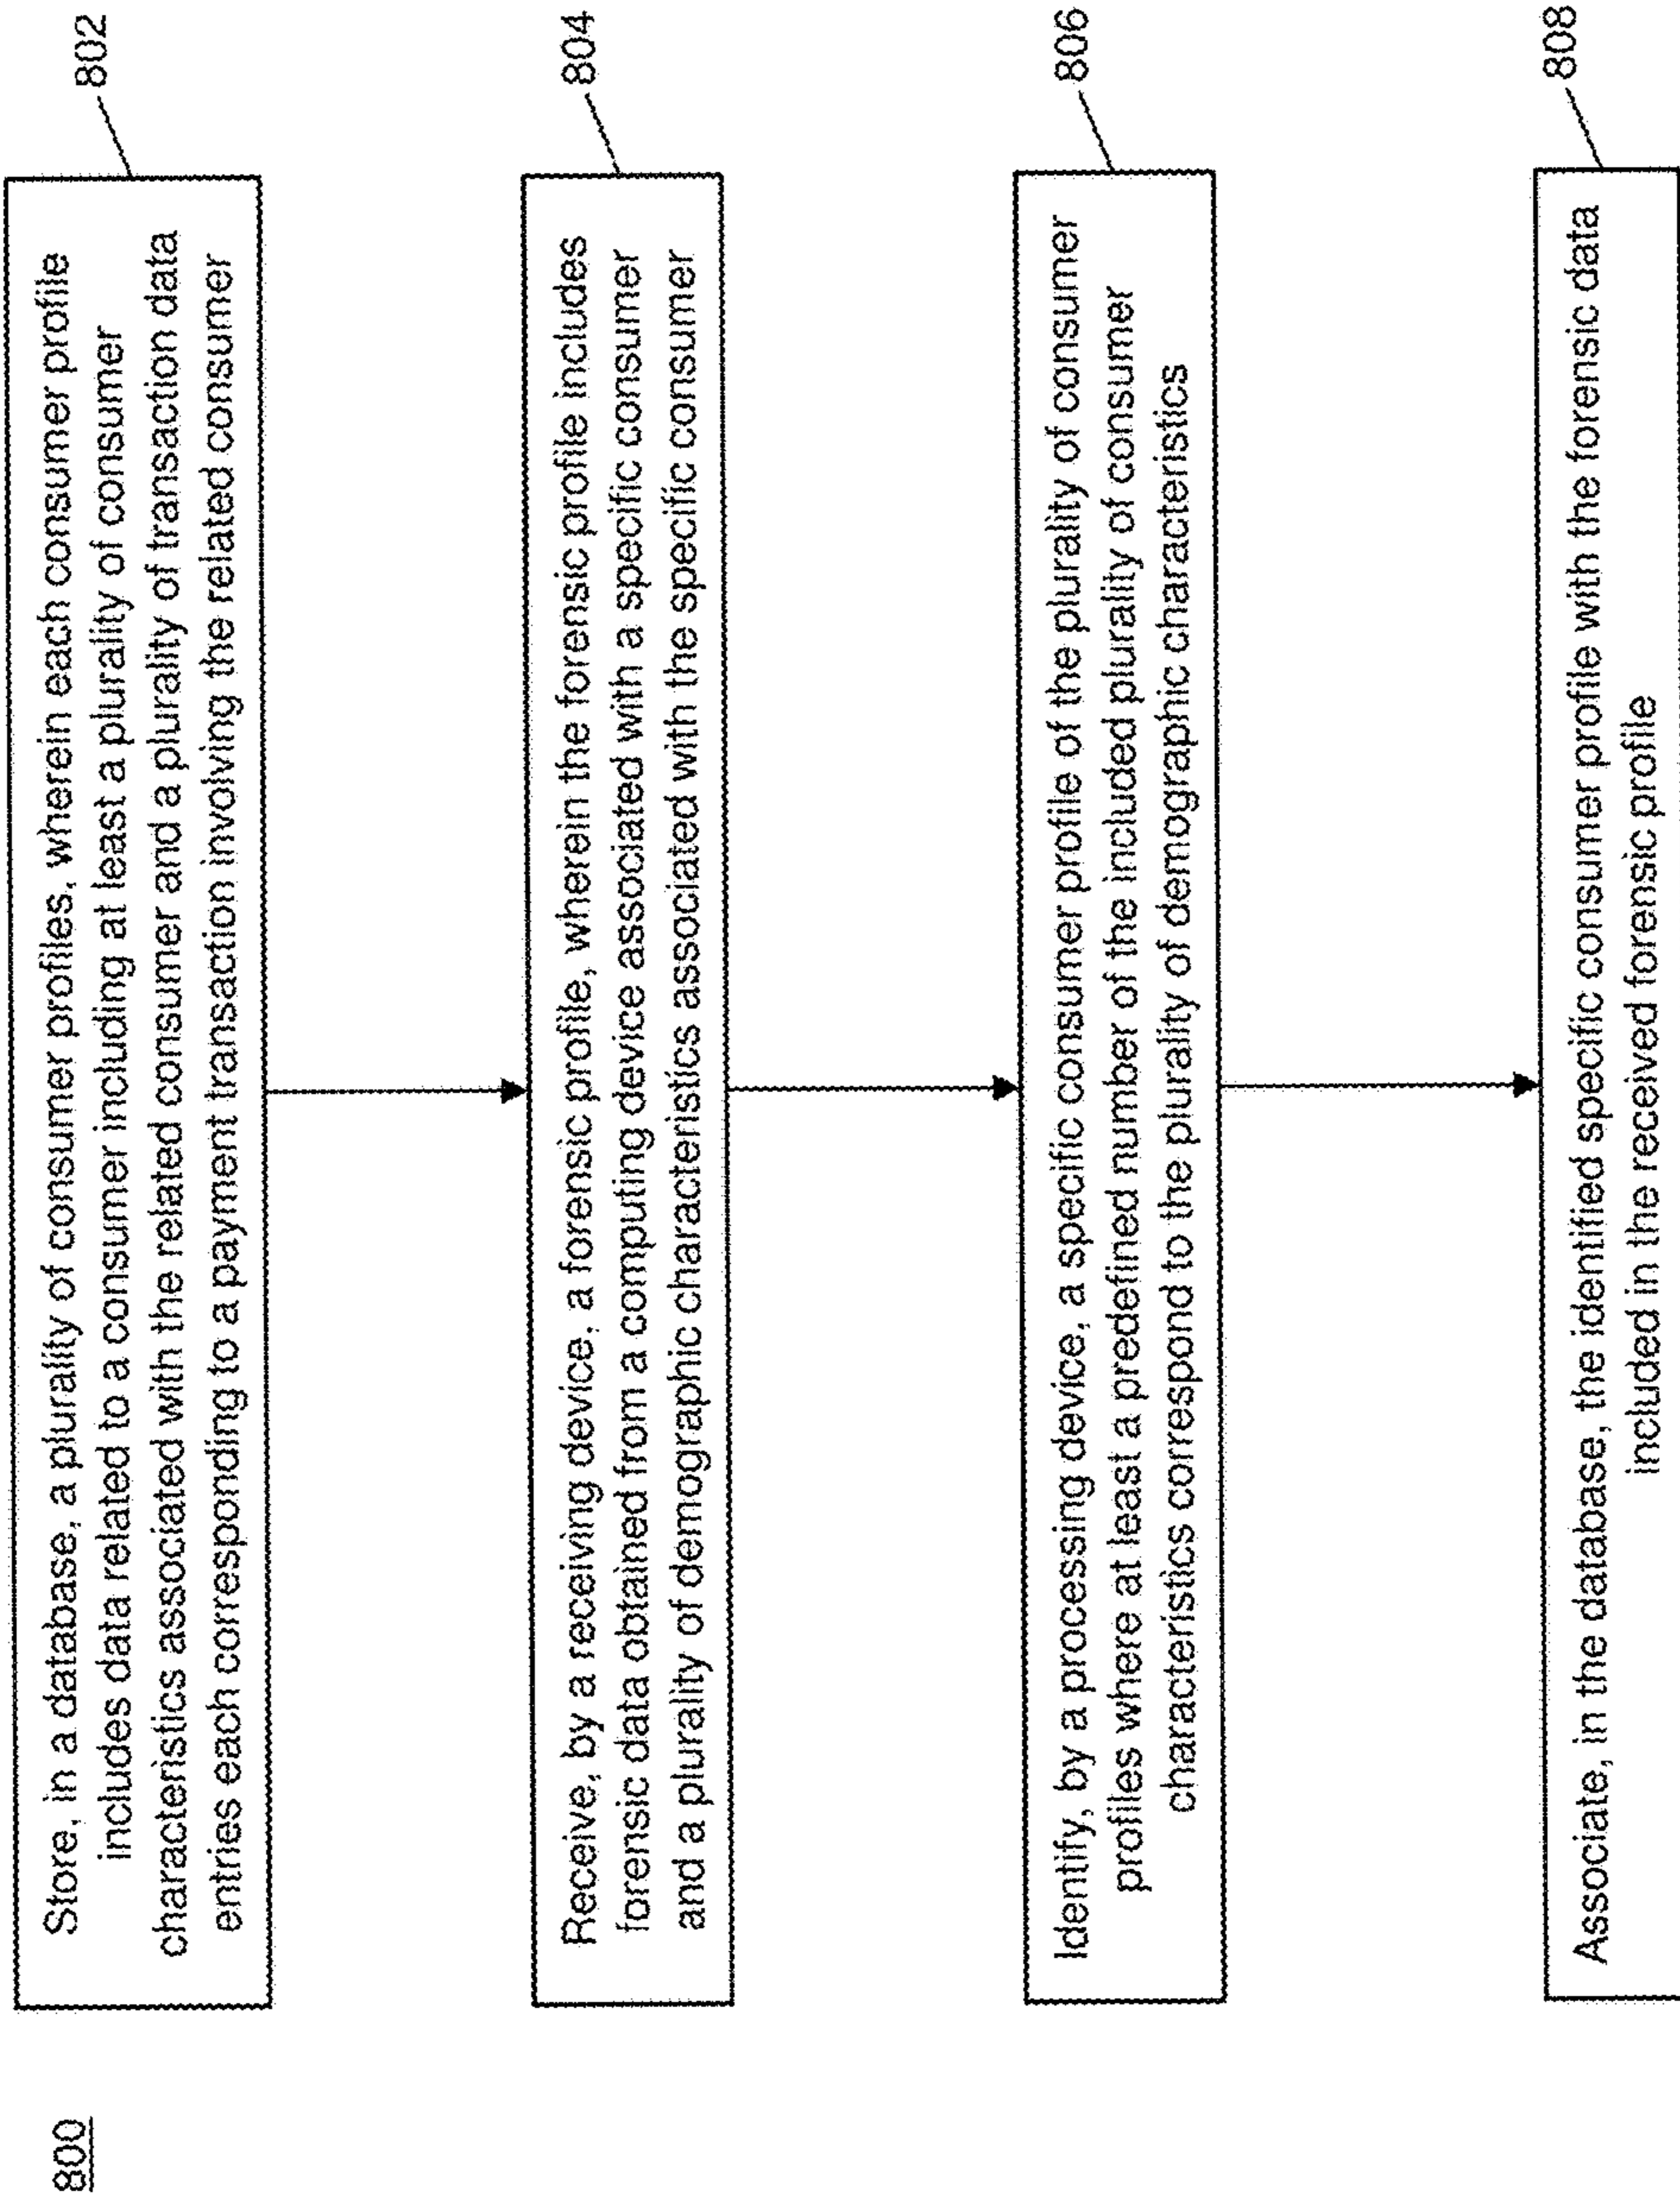 800
Store, in a database, a plurality of consumer profiles, wherein each consumer profile
includes data related to a consumer including at least a plurality of consumer
characteristics associated with the related consumer and a plurality of transaction data
entries each corresponding to a payment transaction involving the related consumer
802
Receive, by a receiving device, a forensic profile, wherein the forensic profile includes
forensic data obtained from a computing device associated with a specific consumer
and a plurality of demographic characteristics associated with the specific consumer
804
Identify, by a processing device, a specific consumer profile of the plurality of consumer
profiles where at least a predefined number of the included plurality of consumer
characteristics correspond to the plurality of demographic characteristics
806
Associate, in the database, the identified specific consumer profile with the forensic data
included in the received forensic profile
808